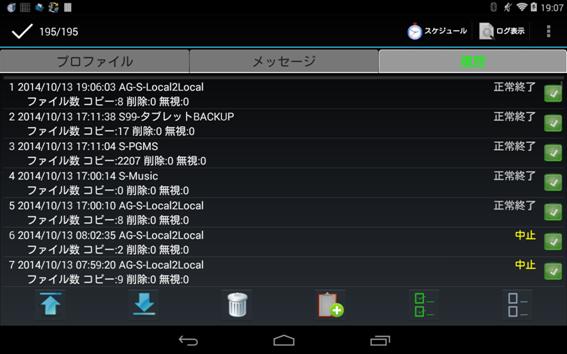 19:07
195/195
スケジュール
ログ表示
プロファイル
メッセージ
履歴
1 2014/10/13 19:06:03 AG-S-Local2Local
正常終了
ファイル数 コピー:8 削除:0 無視:0
2 2014/10/13 17:11:38 S99-タブレットBACKUP
正常終了
ファイル数 コピー:17 削除:0 無視:0
3 2014/10/13 17:11:04 S-PGMS
正常終了
ファイル数 コピー:2207 削除:0 無視:0
4 2014/10/13 17:00:14 S-Music
正常終了
ファイル数 コピー:0 削除:0 無視:0
5 2014/10/13 17:00:10 AG-S-Local2Local
正常終了
ファイル数 コピー:8 削除:0 無視:0
6 2014/10/13 08:02:35 AG-S-Local2Local
中止
ファイル数 コピー:2 削除:0 無視:0
7 2014/10/13 07:59:20 AG-S-Local2Local
中止
ファイル数 コピー:9 削除:0 無視:0